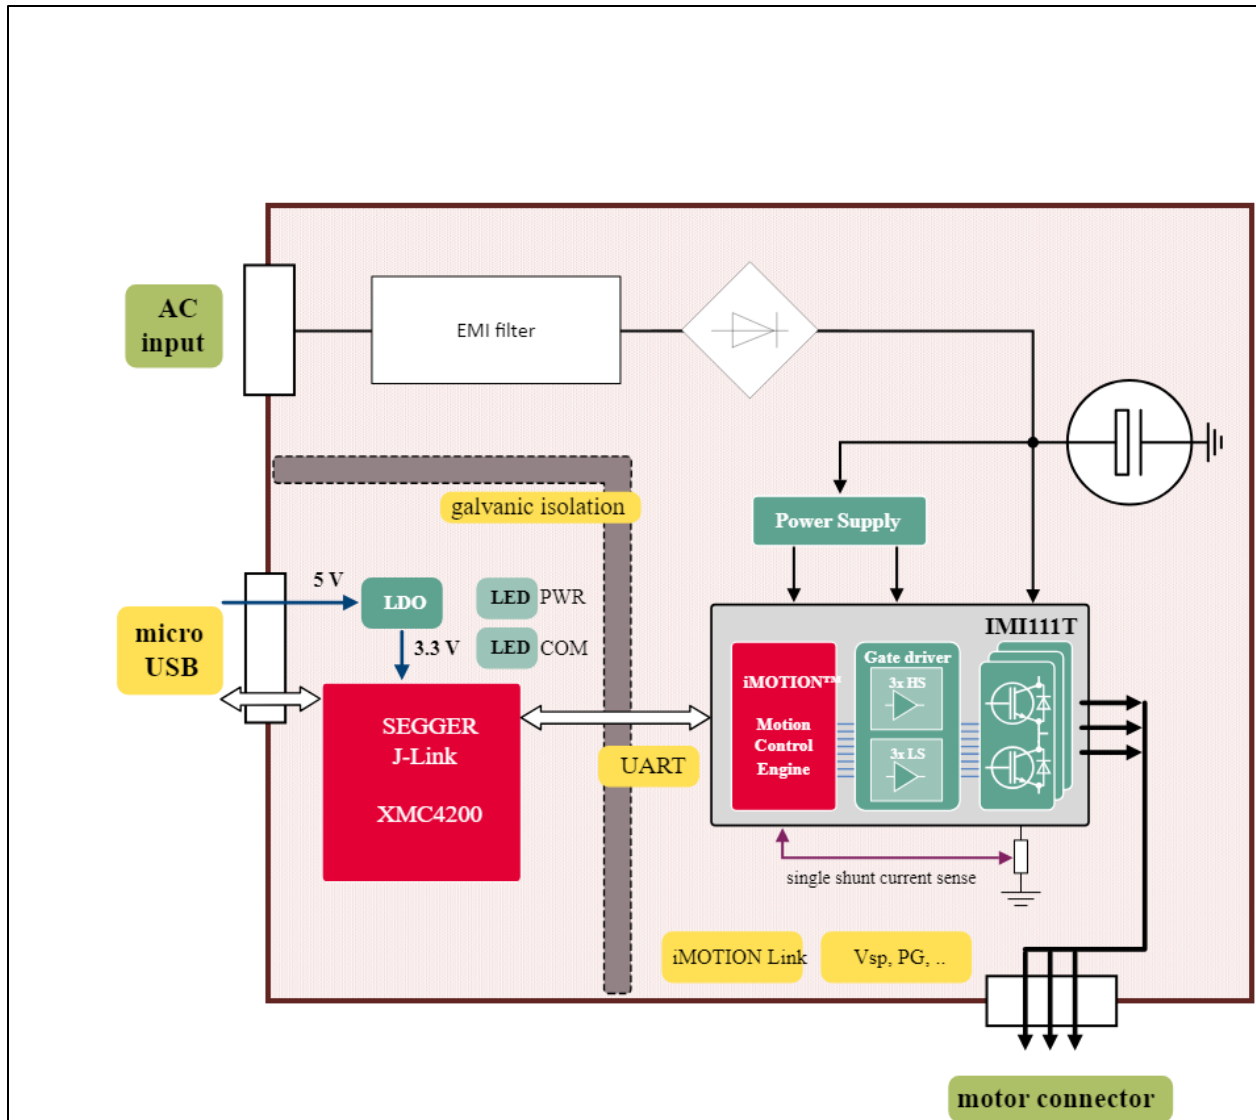 AC
input
EMI filter
galvanic isolation
Power Supply
5 V
LDO
LED PWR
3.3 V
LED COM
micro
USB
SEGGER
J-Link
XMC4200
UART
IMI111T
iMOTION™
Motion
Control
Engine
Gate driver
3x HS
3x LS
single shunt current sense
iMOTION Link
Vsp, PG, ..
motor connector